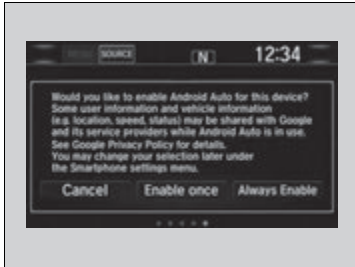 SOURCE
N
12:34
Would you like to enable Android Auto for this device?
Some user information and vehicle information
(e.g. location, speed, status) may be shared with Google
and its service providers while Android Auto is in use.
See Google Privacy Policy for details.
You may change your selection later under
the Smartphone settings menu.
Cancel
Enable once
Always Enable